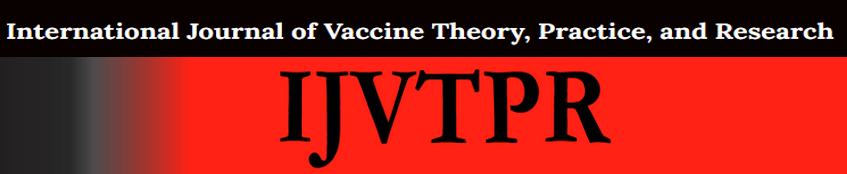 International Journal of Vaccine Theory, Practice, and Research
IJVTPR